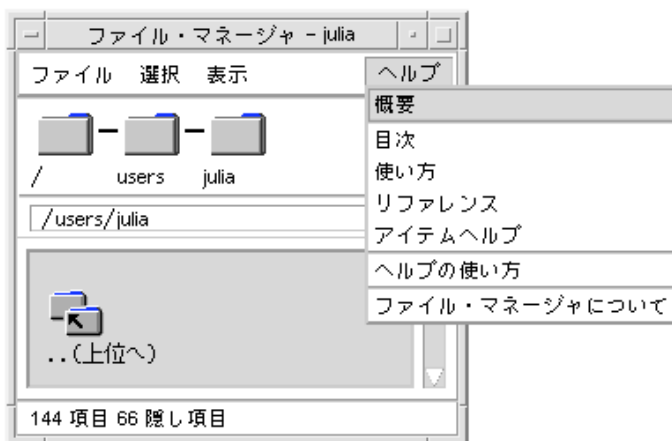 ファイル・マネージャ - julia
ファイル 選択 表示 ヘルプ
概要
目次
使い方
リファレンス
アイテムヘルプ
ヘルプの使い方
ファイル・マネージャについて
/ users julia
/users/julia
..(上位へ)
144 項目 66 隠し項目